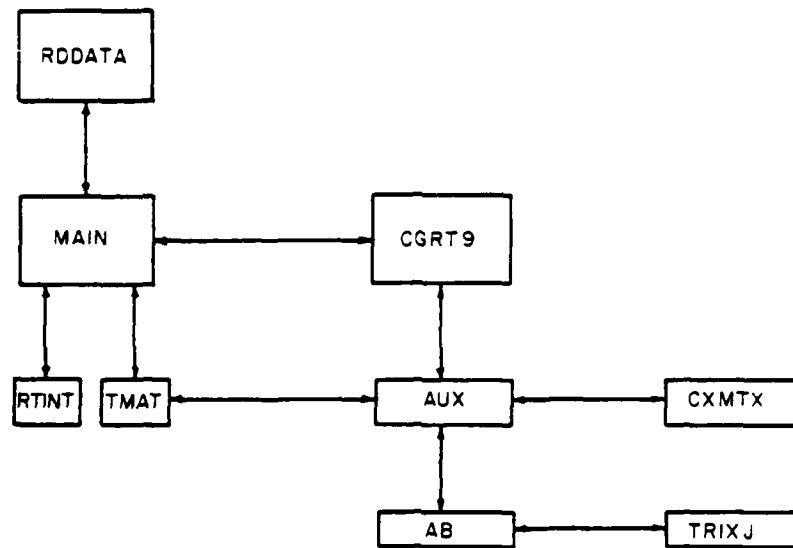 RDDATA
MAIN
CGRT9
RTINT
TMAT
AUX
CXMTX
AB
TRIXJ